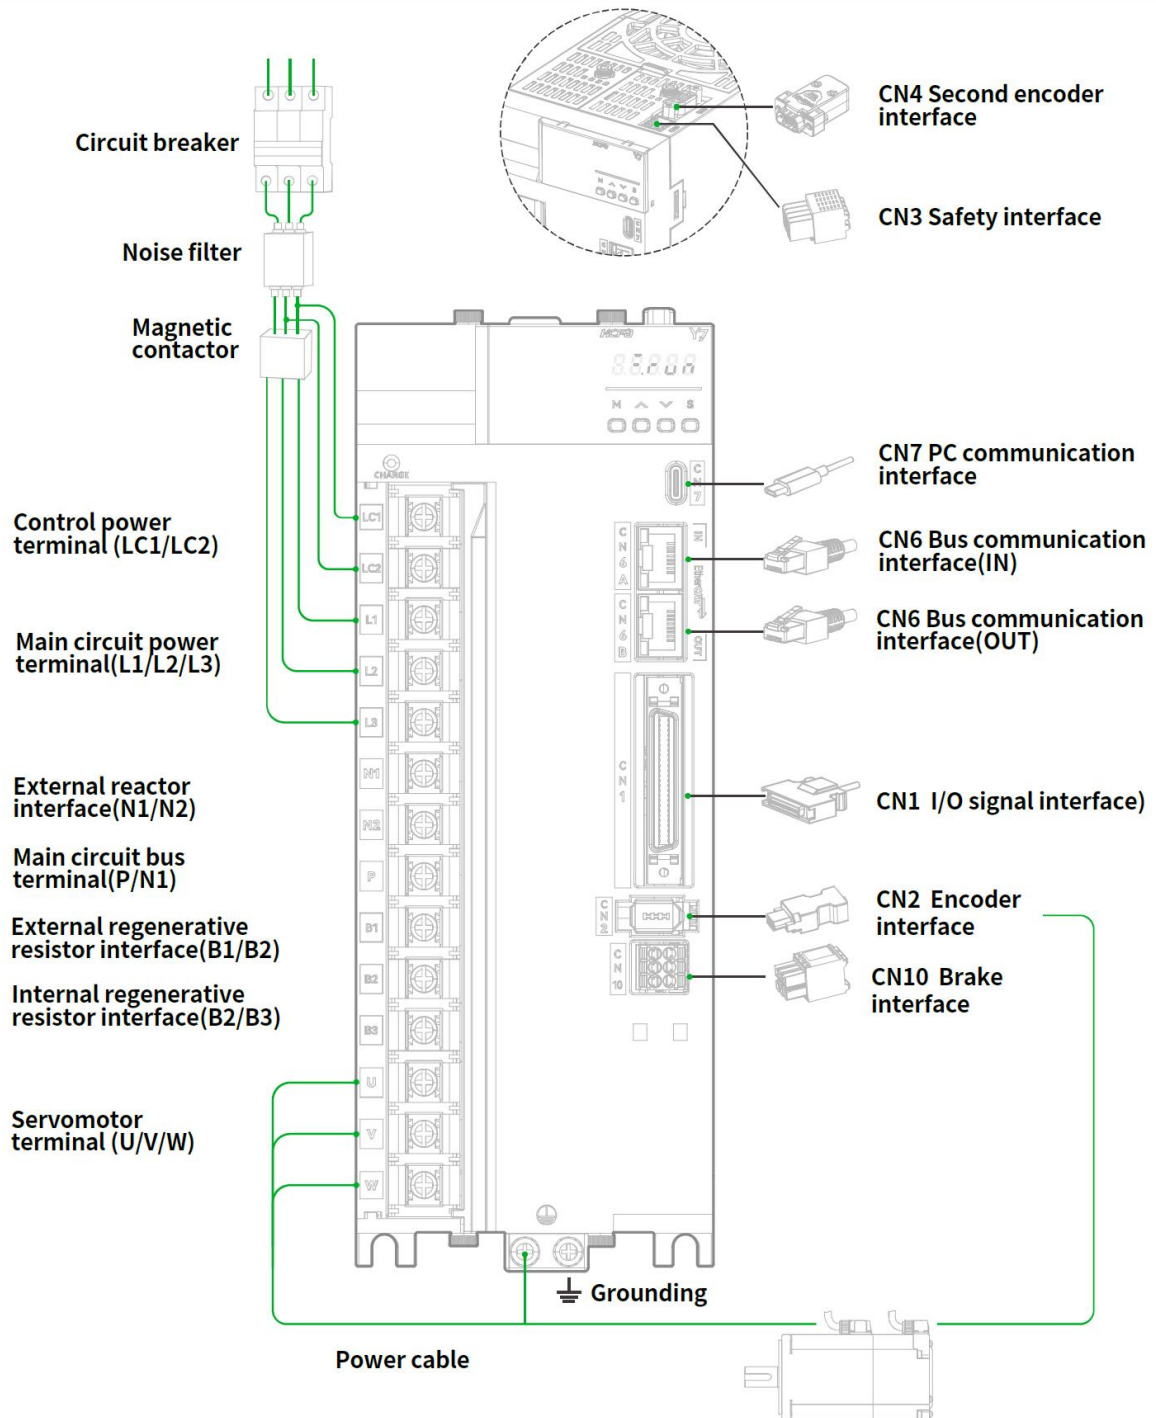 CN4 Second encoder
interface
Circuit breaker
CN3 Safety interface
Noise filter
Magnetic
contactor
HCFA
Y7
run
M
S
CHARGE
CN7
CN7 PC communication
interface
Control power
terminal (LC1/LC2)
LC1
LC2
CN6A
IN
EtherCAT
CN6 Bus communication
interface(IN)
CN6B
OUT
CN6 Bus communication
interface(OUT)
Main circuit power
terminal(L1/L2/L3)
L1
L2
L3
External reactor
interface(N1/N2)
N1
N2
CN1
CN1 I/O signal interface)
Main circuit bus
terminal(P/N1)
P
External regenerative
resistor interface(B1/B2)
B1
CN2
CN2 Encoder
interface
Internal regenerative
resistor interface(B2/B3)
B2
B3
CN10
CN10 Brake
interface
Servomotor
terminal (U/V/W)
U
V
W
Grounding
Power cable